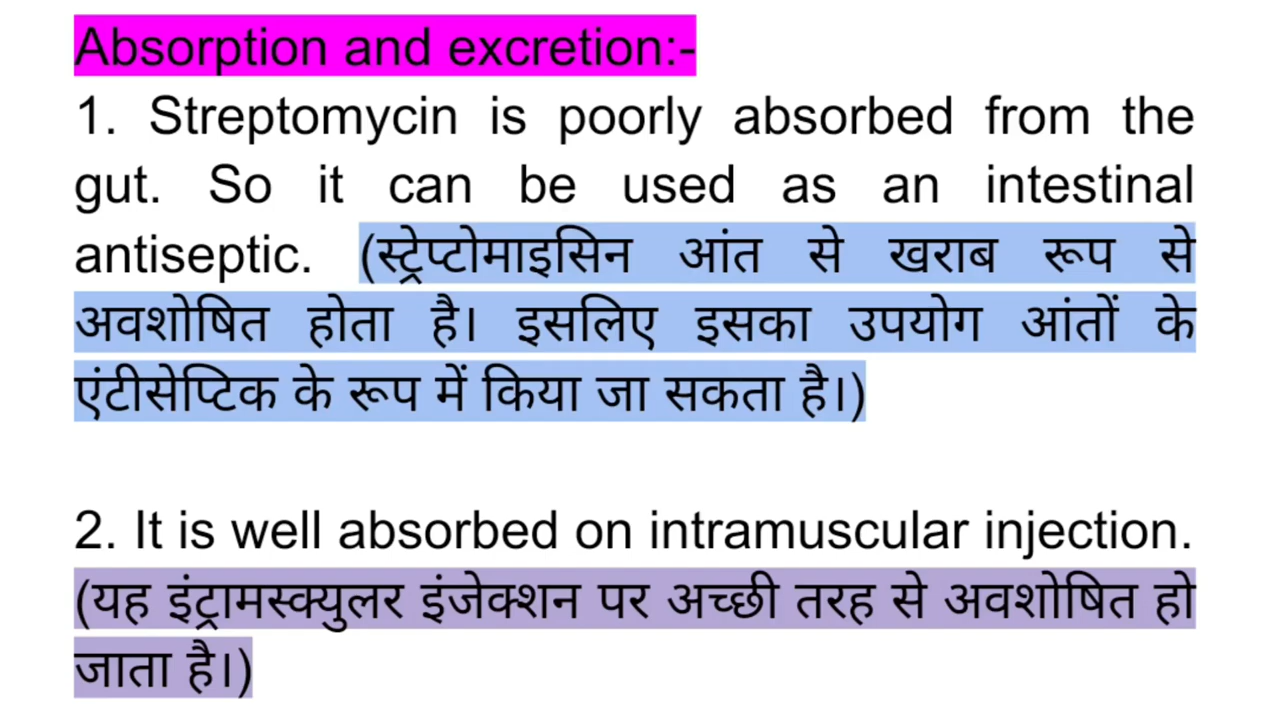 Absorption and excretion:-
1. Streptomycin is poorly absorbed from the
gut. So it can be used as an intestinal
antiseptic. (स्ट्रेप्टोमाइसिन आंत से खराब रूप से
अवशोषित होता है। इसलिए इसका उपयोग आंतों के
एंटीसेप्टिक के रूप में किया जा सकता है।)
2. It is well absorbed on intramuscular injection.
(यह इंट्रामस्क्युलर इंजेक्शन पर अच्छी तरह से अवशोषित हो
जाता है।)